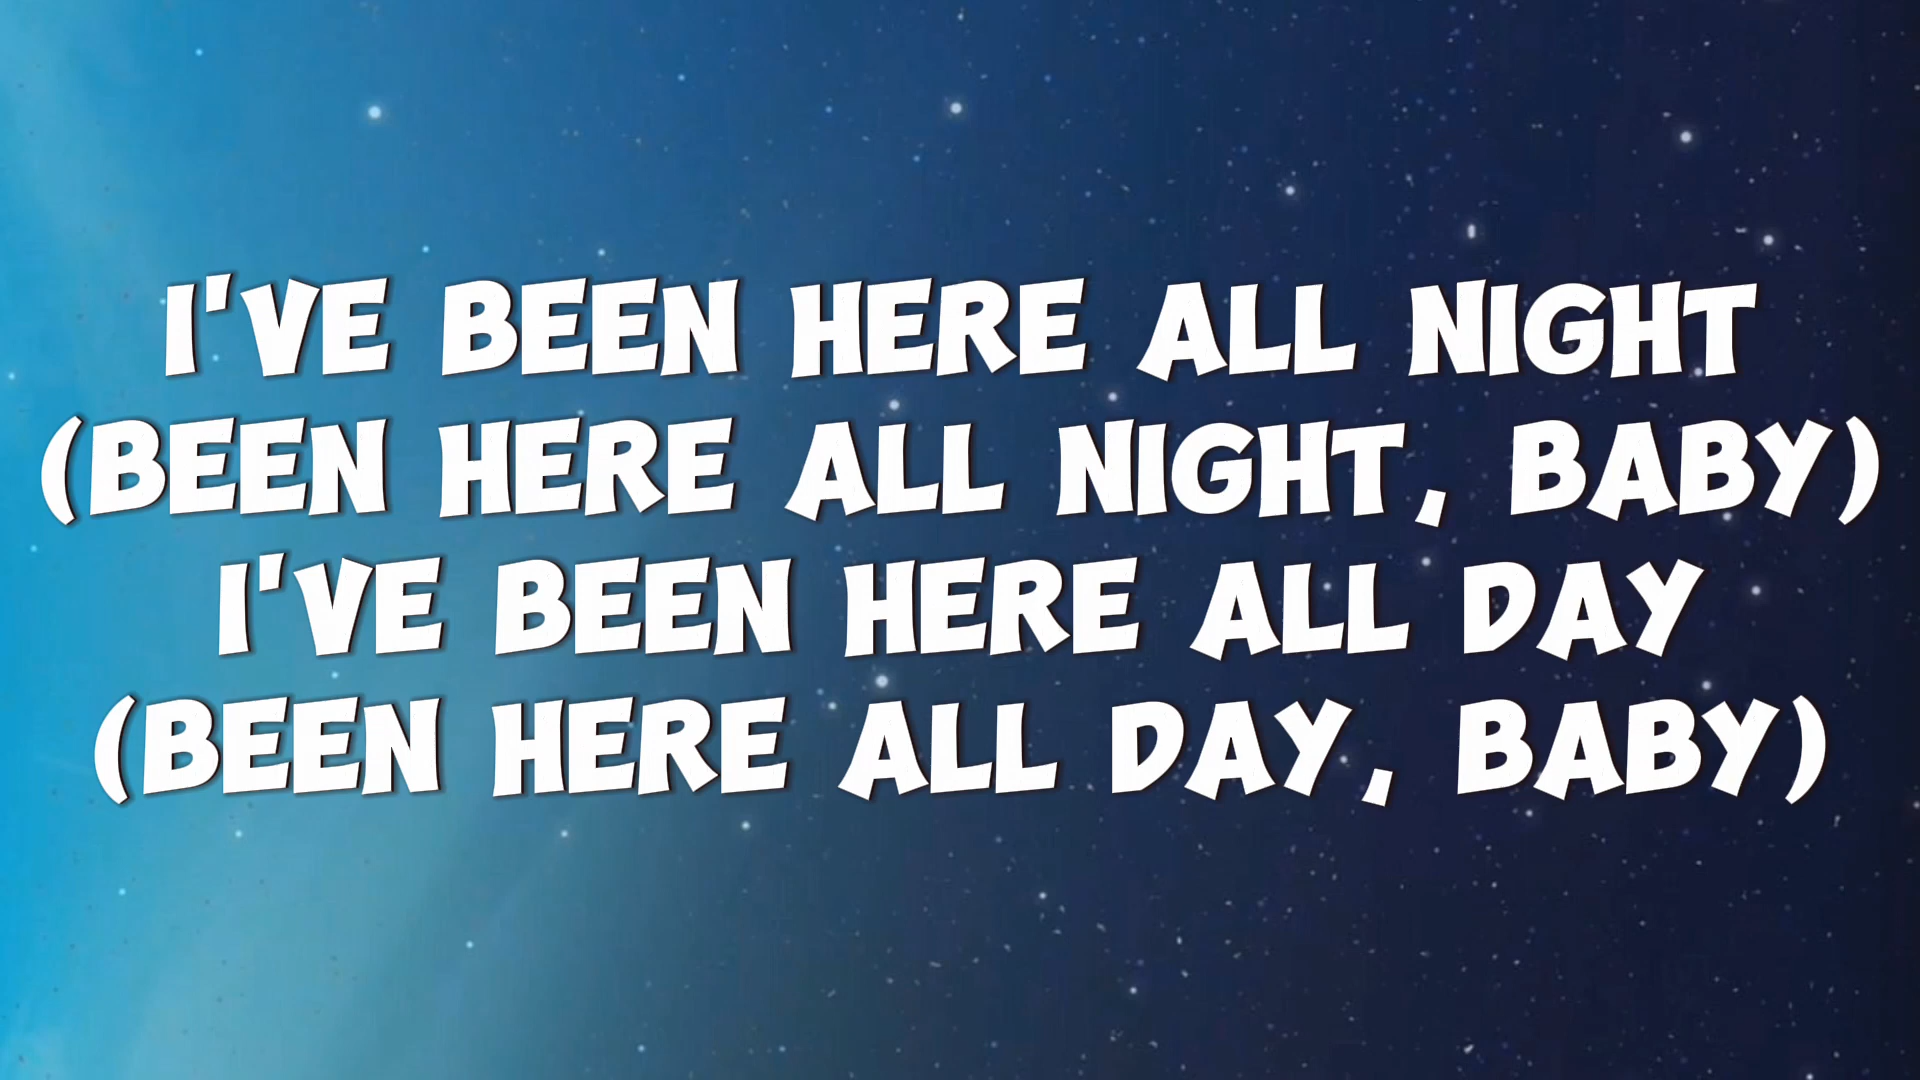 I'VE BEEN HERE ALL NIGHT
(BEEN HERE ALL NIGHT, BABY)
I'VE BEEN HERE ALL DAY
(BEEN HERE ALL DAY, BABY)